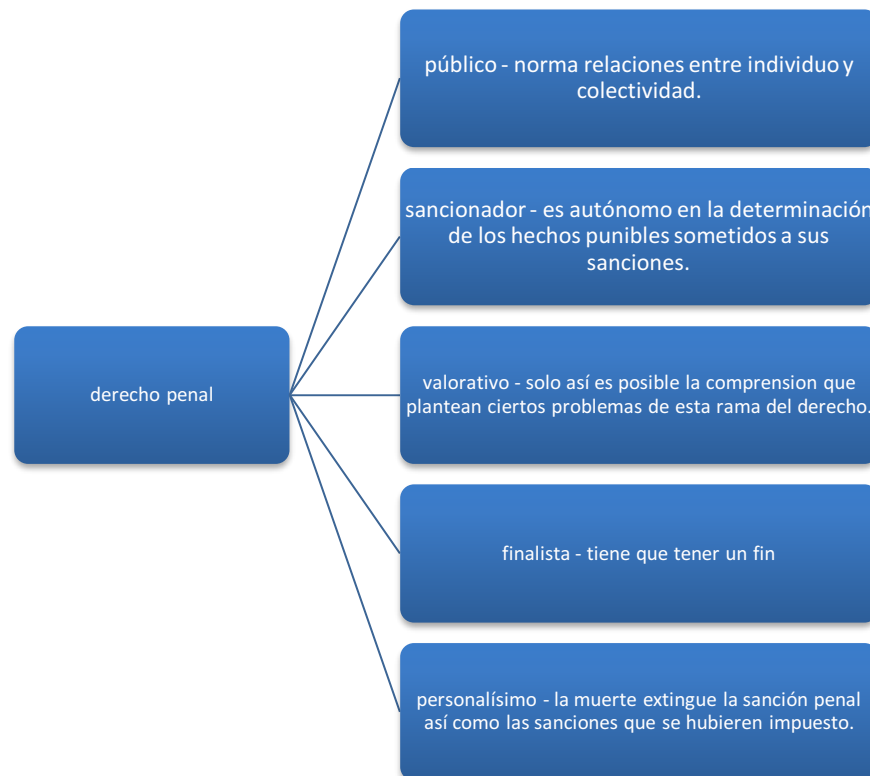 público - norma relaciones entre individuo y
colectividad.
sancionador - es autónomo en la determinación
de los hechos punibles sometidos a sus
sanciones.
derecho penal
valorativo - solo así es posible la comprension que
plantean ciertos problemas de esta rama del derecho.
finalista - tiene que tener un fin
personalísimo - la muerte extingue la sanción penal
así como las sanciones que se hubieren impuesto.